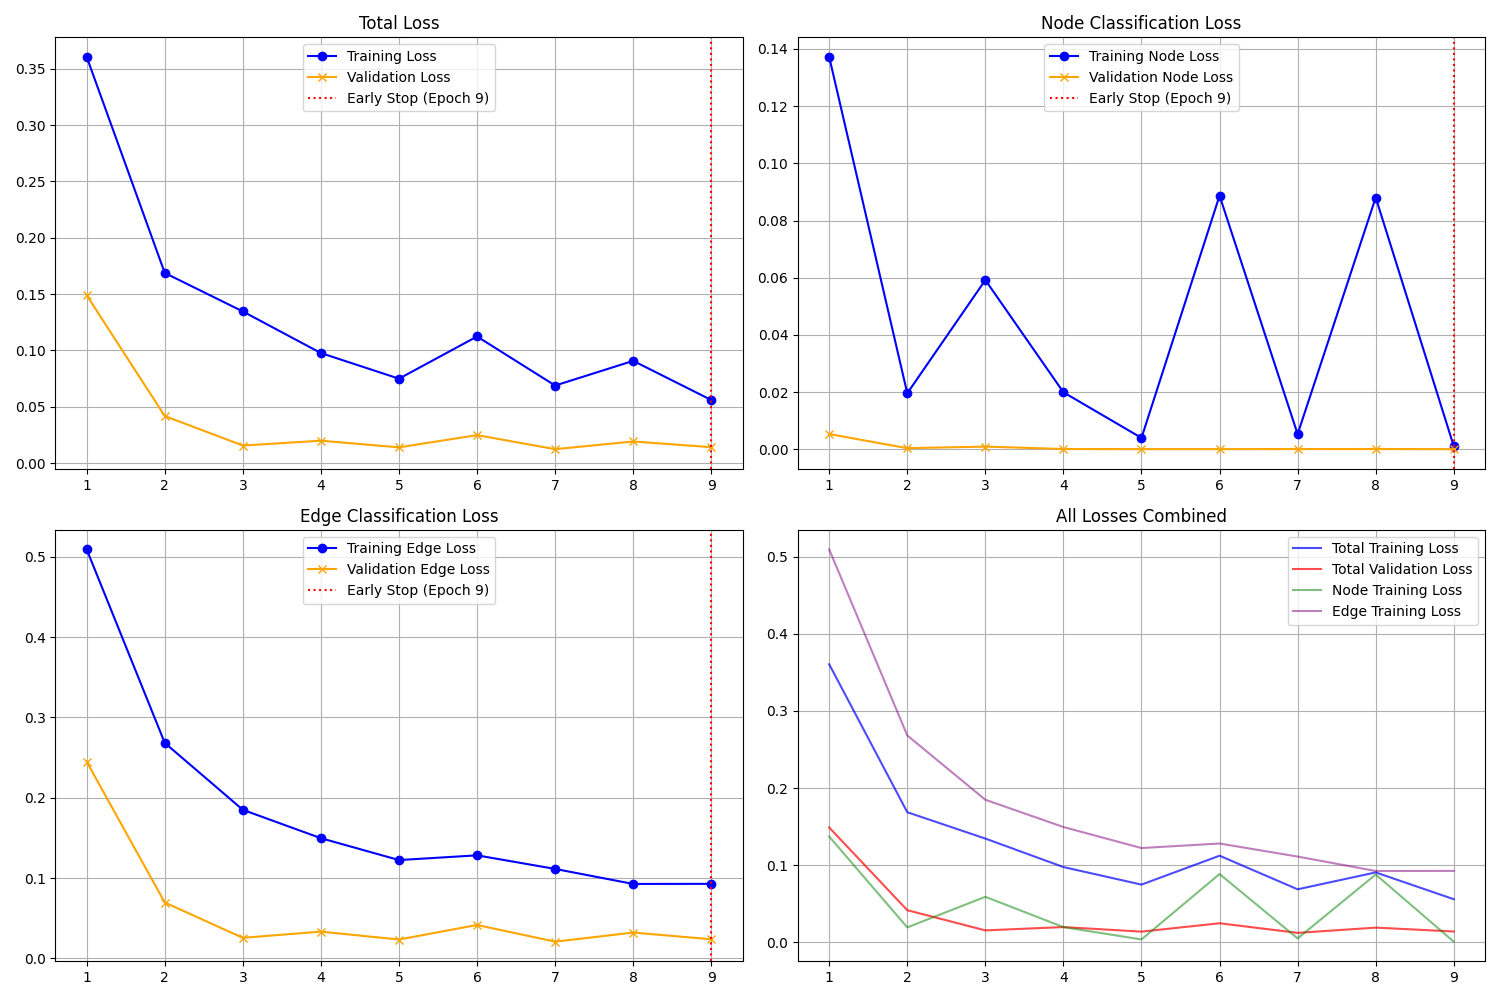 Total Loss
0.35
0.30
0.25
0.20
0.15
0.10
0.05
0.00
1 2 3 4 5 6 7 8 9
Training Loss
Validation Loss
Early Stop (Epoch 9)
Node Classification Loss
0.14
0.12
0.10
0.08
0.06
0.04
0.02
0.00
1 2 3 4 5 6 7 8 9
Training Node Loss
Validation Node Loss
Early Stop (Epoch 9)
Edge Classification Loss
0.5
0.4
0.3
0.2
0.1
0.0
1 2 3 4 5 6 7 8 9
Training Edge Loss
Validation Edge Loss
Early Stop (Epoch 9)
All Losses Combined
0.5
0.4
0.3
0.2
0.1
0.0
1 2 3 4 5 6 7 8 9
Total Training Loss
Total Validation Loss
Node Training Loss
Edge Training Loss